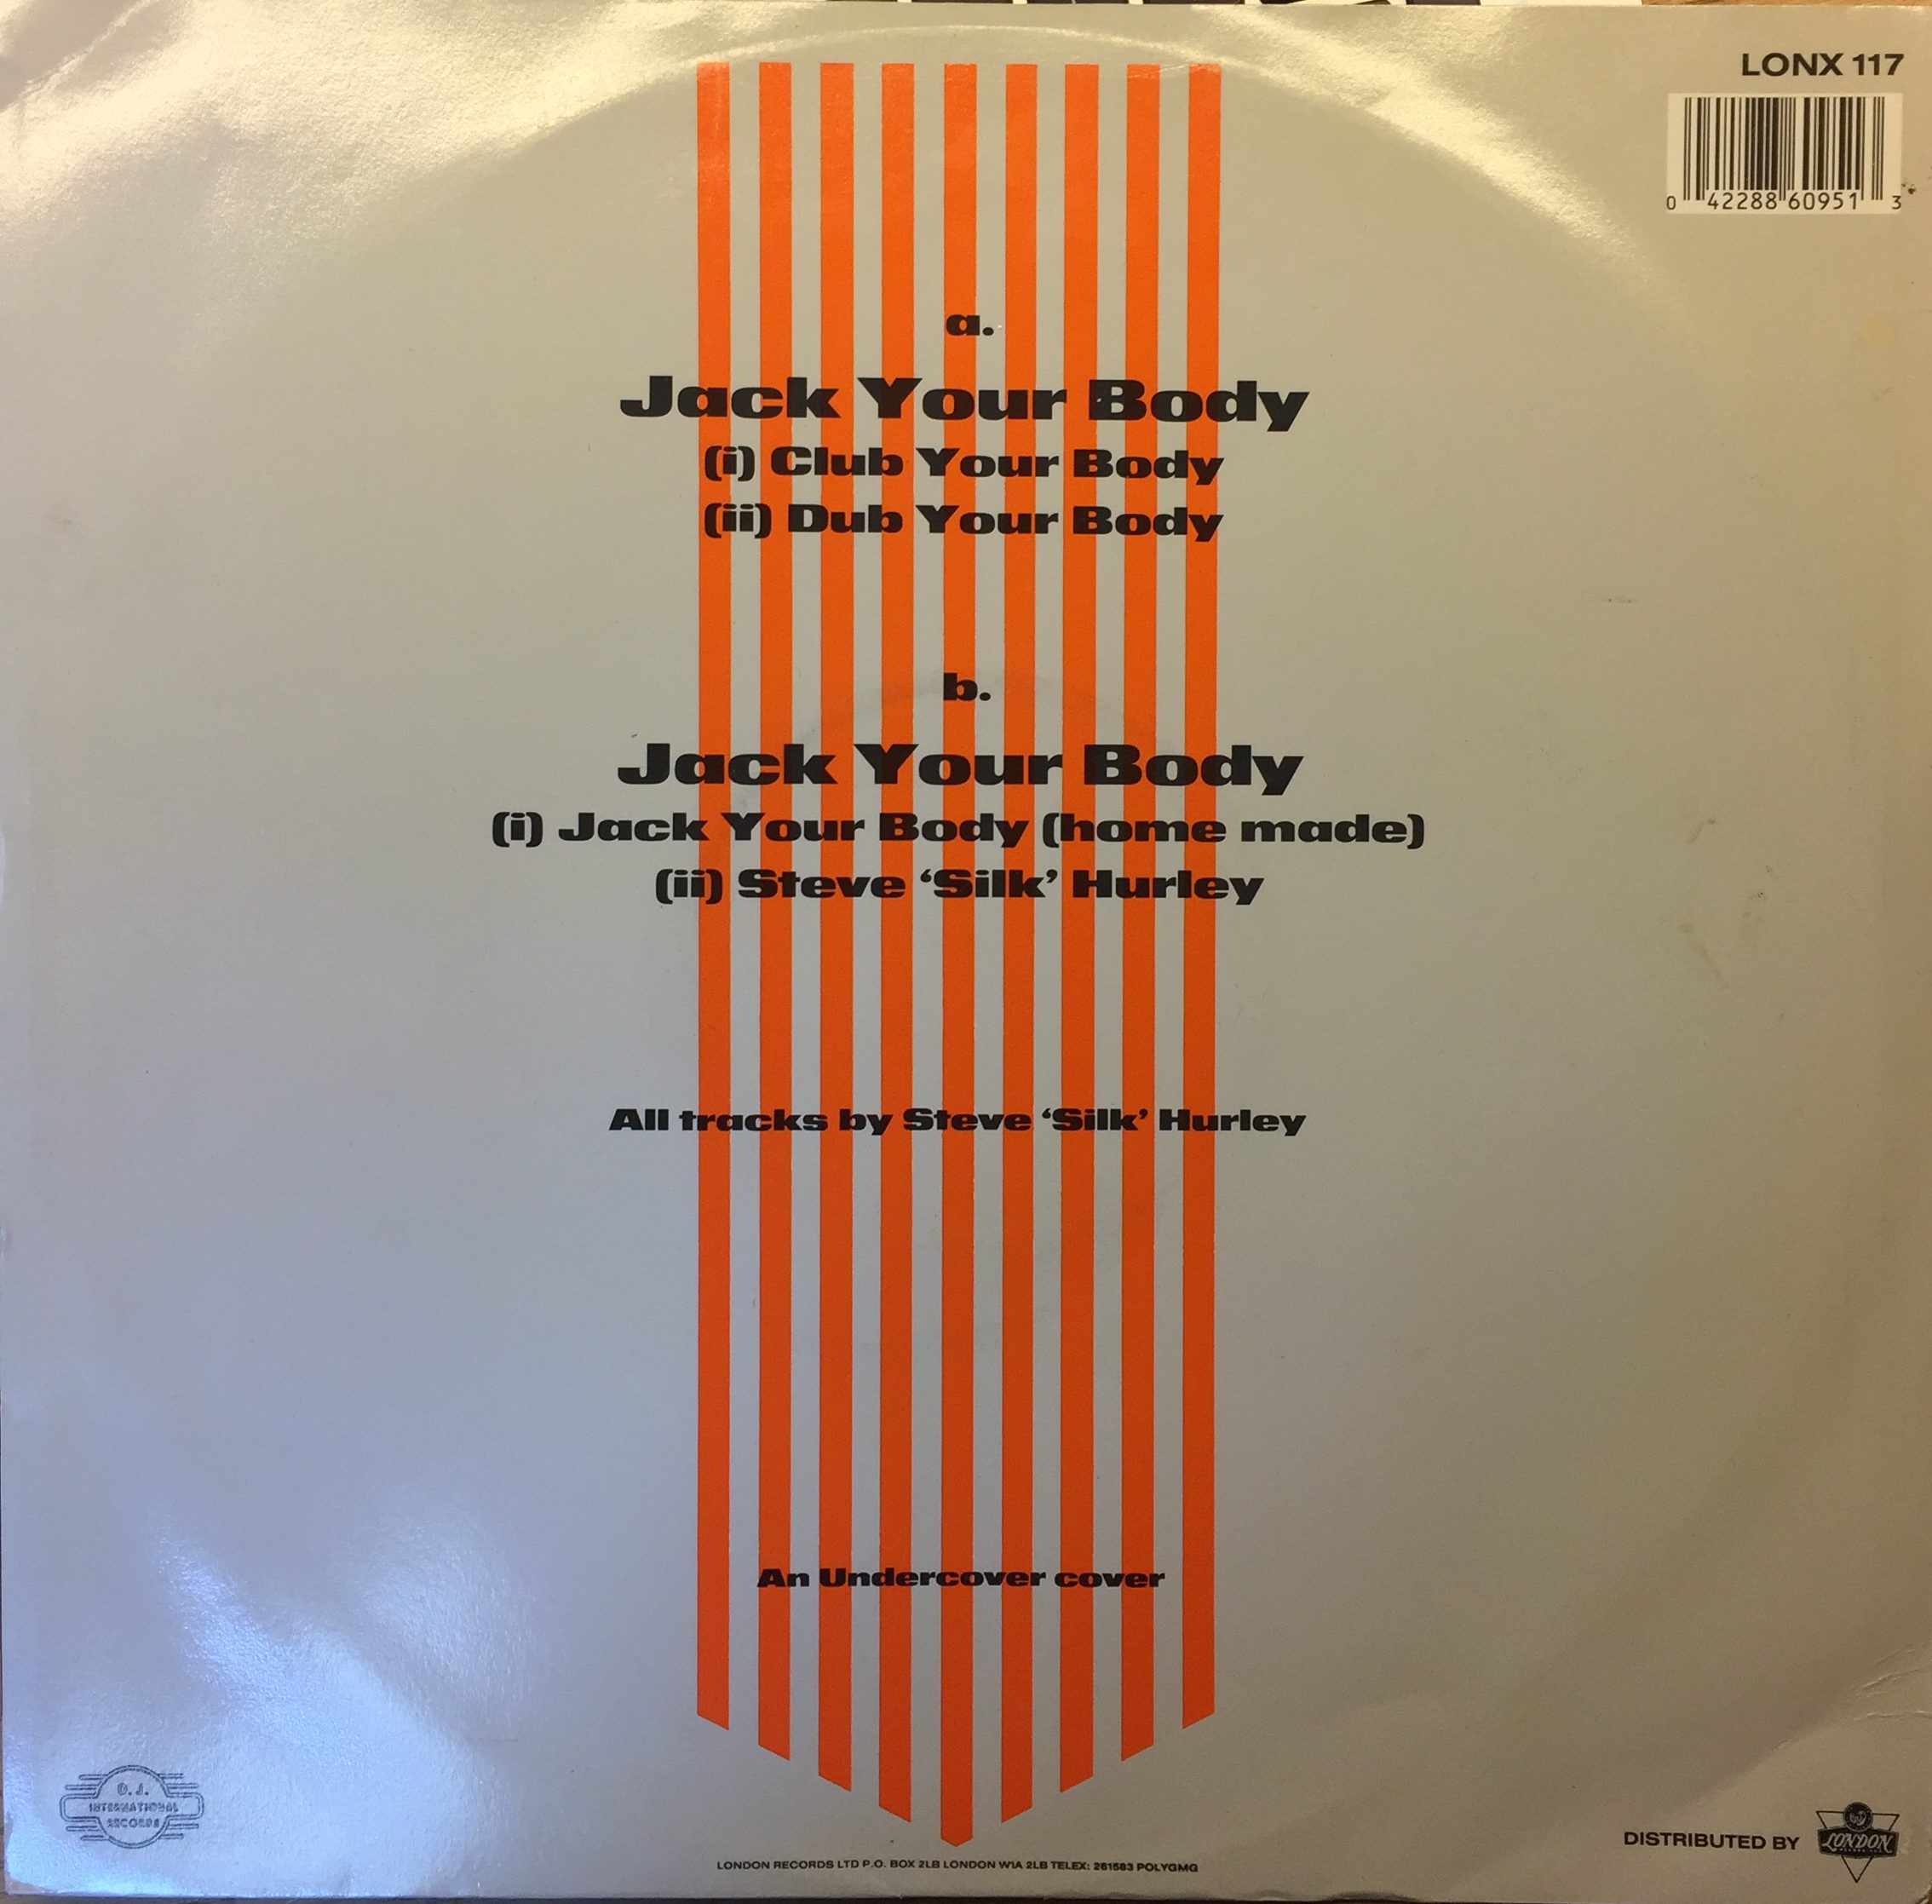 LONX 117
0 42288 60951 3
a.
Jack Your Body
(i) Club Your Body
(ii) Dub Your Body
b.
Jack Your Body
(i) Jack Your Body (home made)
(ii) Steve ‘Silk’ Hurley
All tracks by Steve ‘Silk’ Hurley
An Undercover cover
D.J.
INTERNATIONAL
RECORDS
DISTRIBUTED BY
LONDON
LONDON RECORDS LTD P.O. BOX 2LB LONDON W1A 2LB TELEX: 261583 POLYGMG